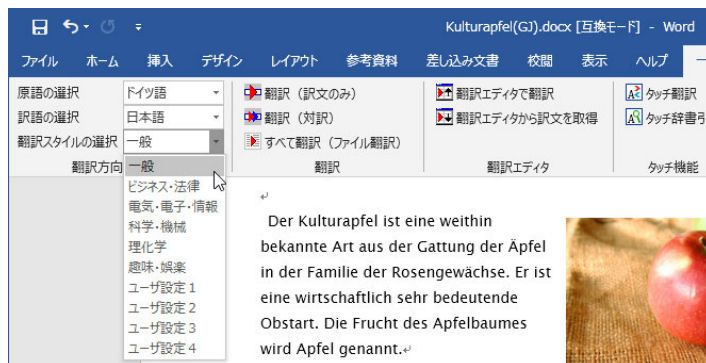 Kulturapfel(GJ).docx [互換モード] - Word
ファイル ホーム 挿入 デザイン レイアウト 参考資料 差し込み文書 校閲 表示 ヘルプ
原語の選択 ドイツ語 翻訳（訳文のみ） 翻訳エディタで翻訳 タッチ翻訳
訳語の選択 日本語 翻訳（対訳） 翻訳エディタから訳文を取得 タッチ辞書引
翻訳スタイルの選択 一般 すべて翻訳（ファイル翻訳）
翻訳方向 翻訳 翻訳エディタ タッチ機能
一般
ビジネス・法律
電気・電子・情報
科学・機械
理化学
趣味・娯楽
ユーザ設定1
ユーザ設定2
ユーザ設定3
ユーザ設定4
Der Kulturapfel ist eine weithin
bekannte Art aus der Gattung der Äpfel
in der Familie der Rosengewächse. Er ist
eine wirtschaftlich sehr bedeutende
Obstart. Die Frucht des Apfelbaumes
wird Apfel genannt.